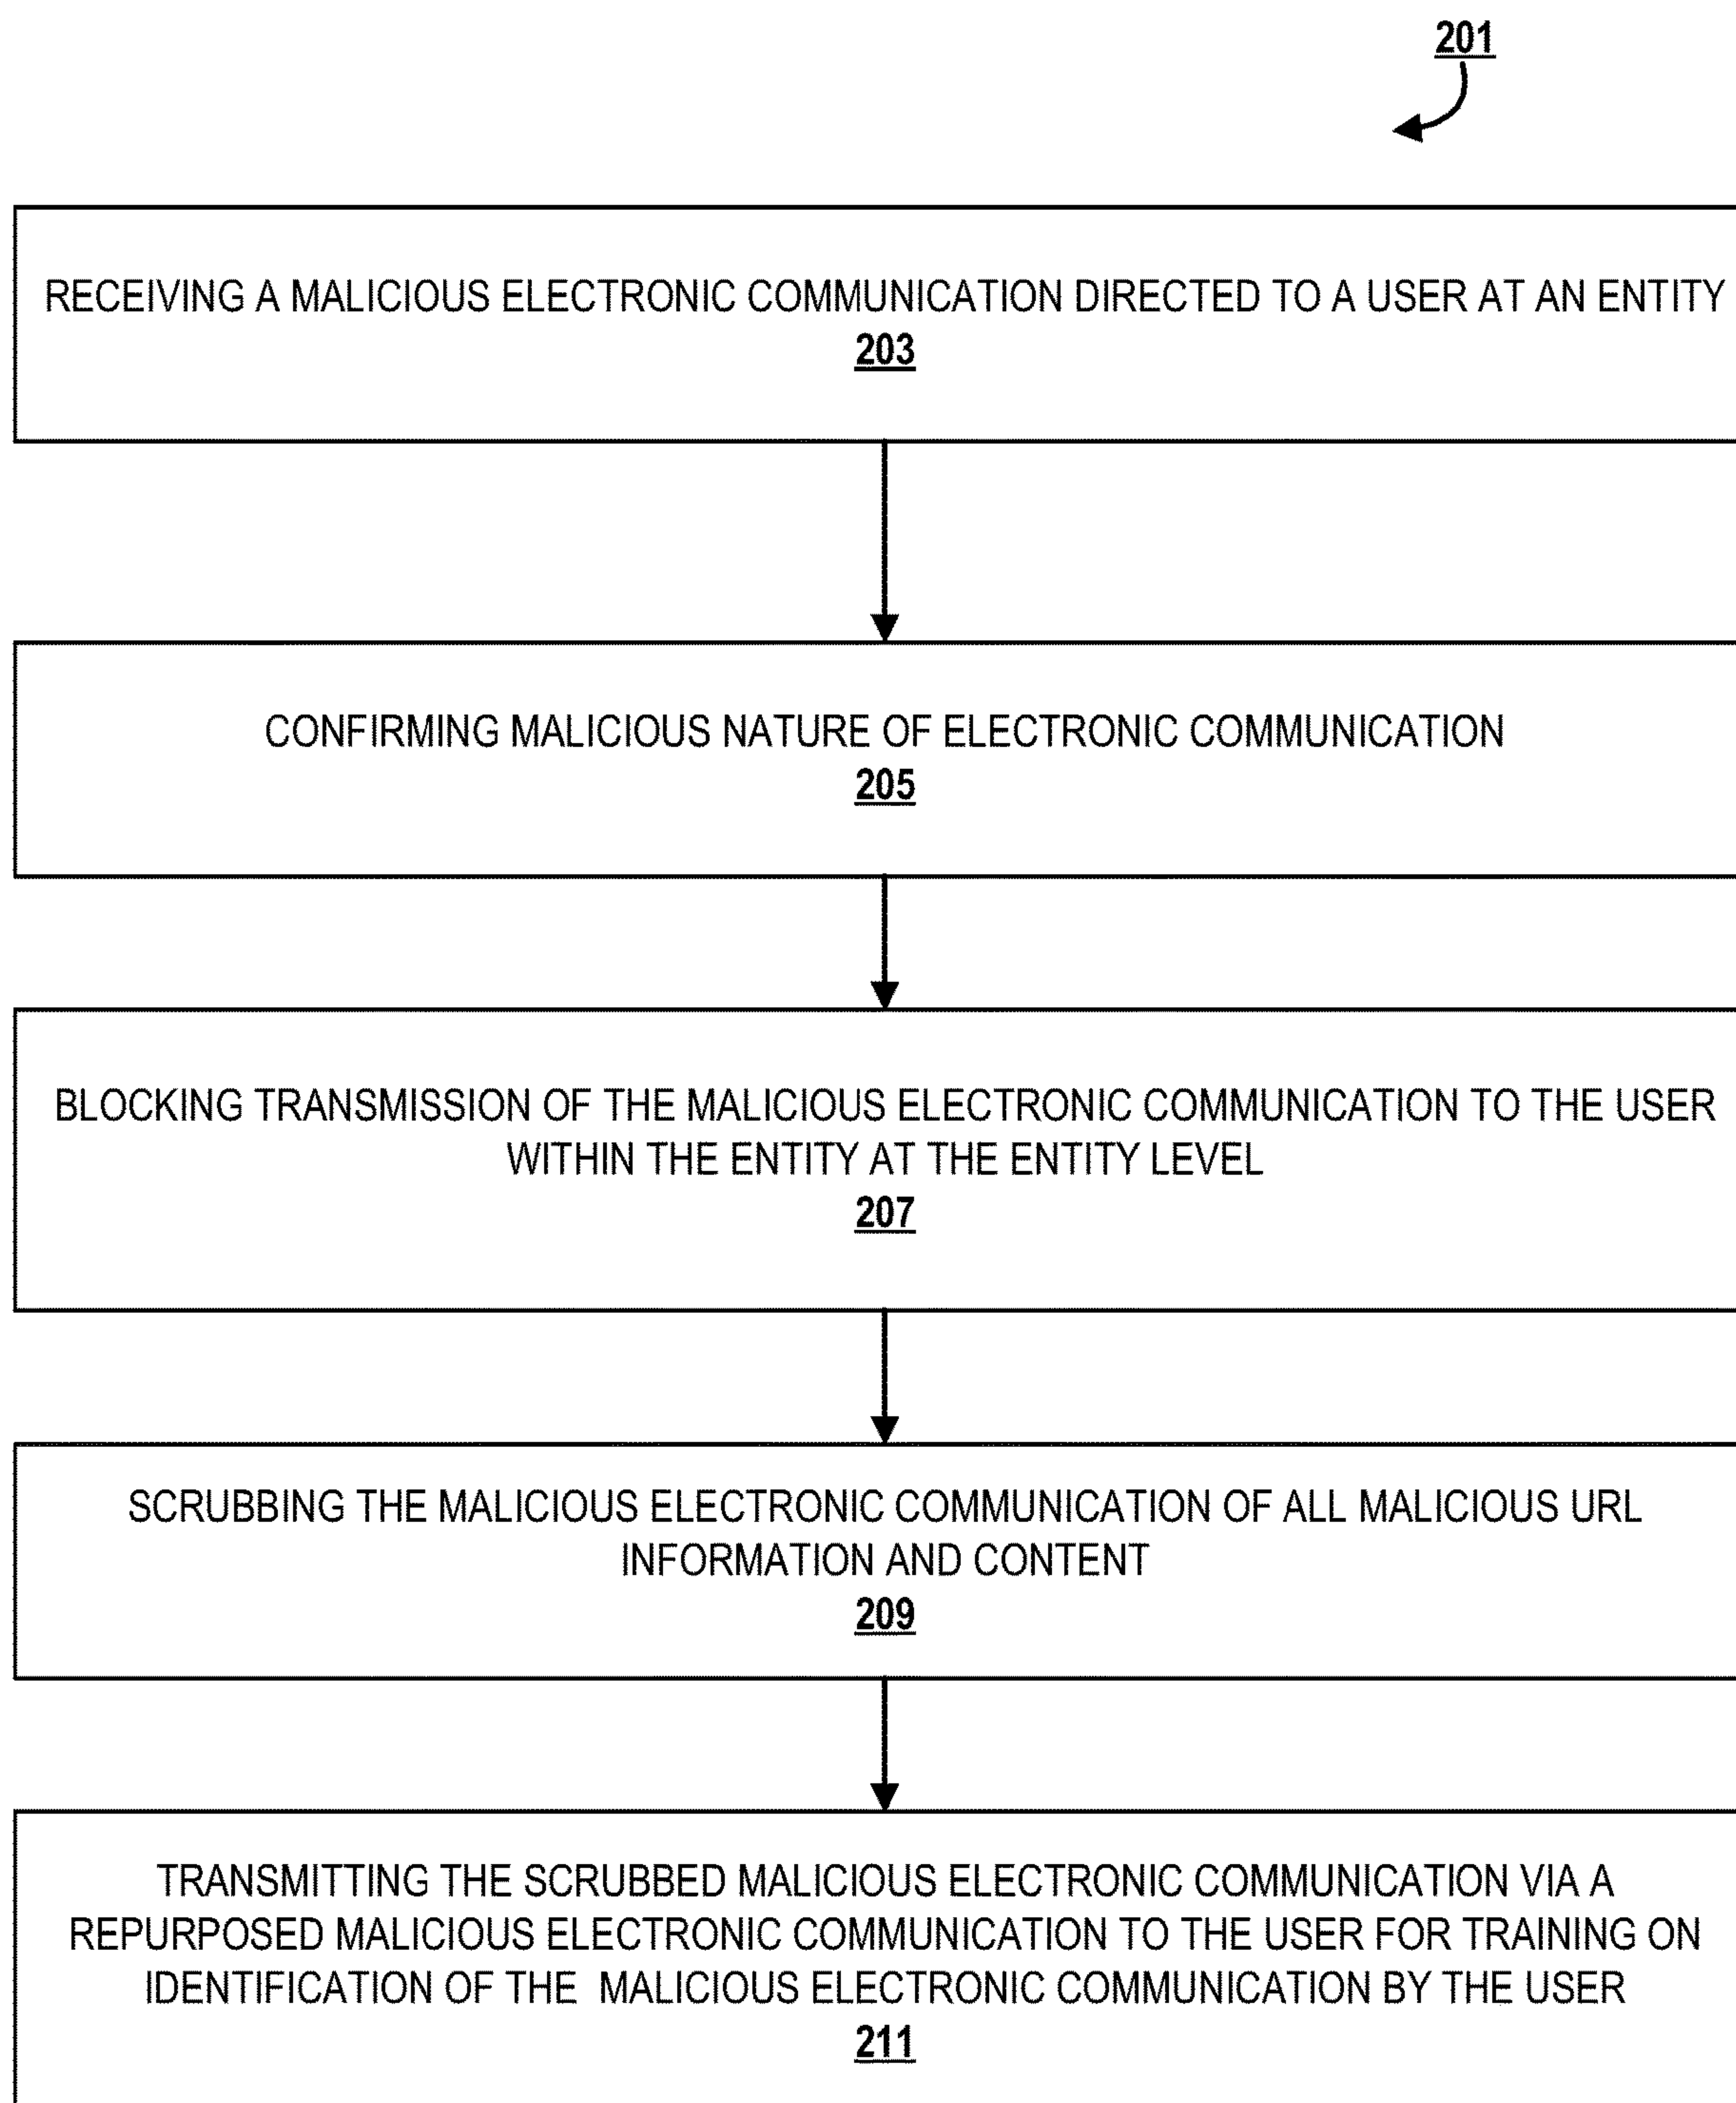 201
RECEIVING A MALICIOUS ELECTRONIC COMMUNICATION DIRECTED TO A USER AT AN ENTITY
203
CONFIRMING MALICIOUS NATURE OF ELECTRONIC COMMUNICATION
205
BLOCKING TRANSMISSION OF THE MALICIOUS ELECTRONIC COMMUNICATION TO THE USER
WITHIN THE ENTITY AT THE ENTITY LEVEL
207
SCRUBBING THE MALICIOUS ELECTRONIC COMMUNICATION OF ALL MALICIOUS URL
INFORMATION AND CONTENT
209
TRANSMITTING THE SCRUBBED MALICIOUS ELECTRONIC COMMUNICATION VIA A
REPURPOSED MALICIOUS ELECTRONIC COMMUNICATION TO THE USER FOR TRAINING ON
IDENTIFICATION OF THE MALICIOUS ELECTRONIC COMMUNICATION BY THE USER
211